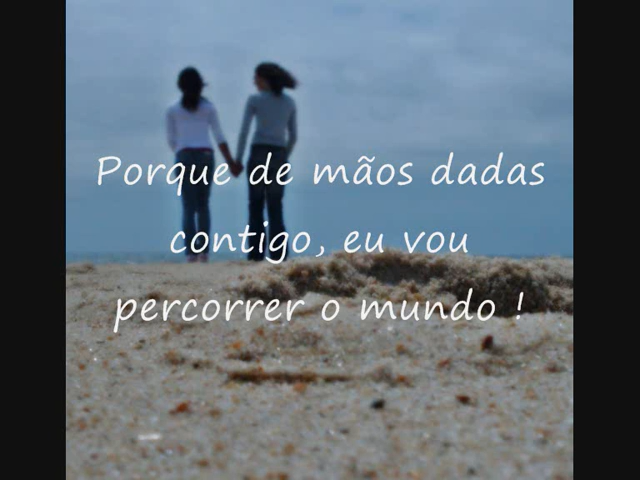 Porque de mãos dadas
contigo, eu vou
percorrer o mundo !